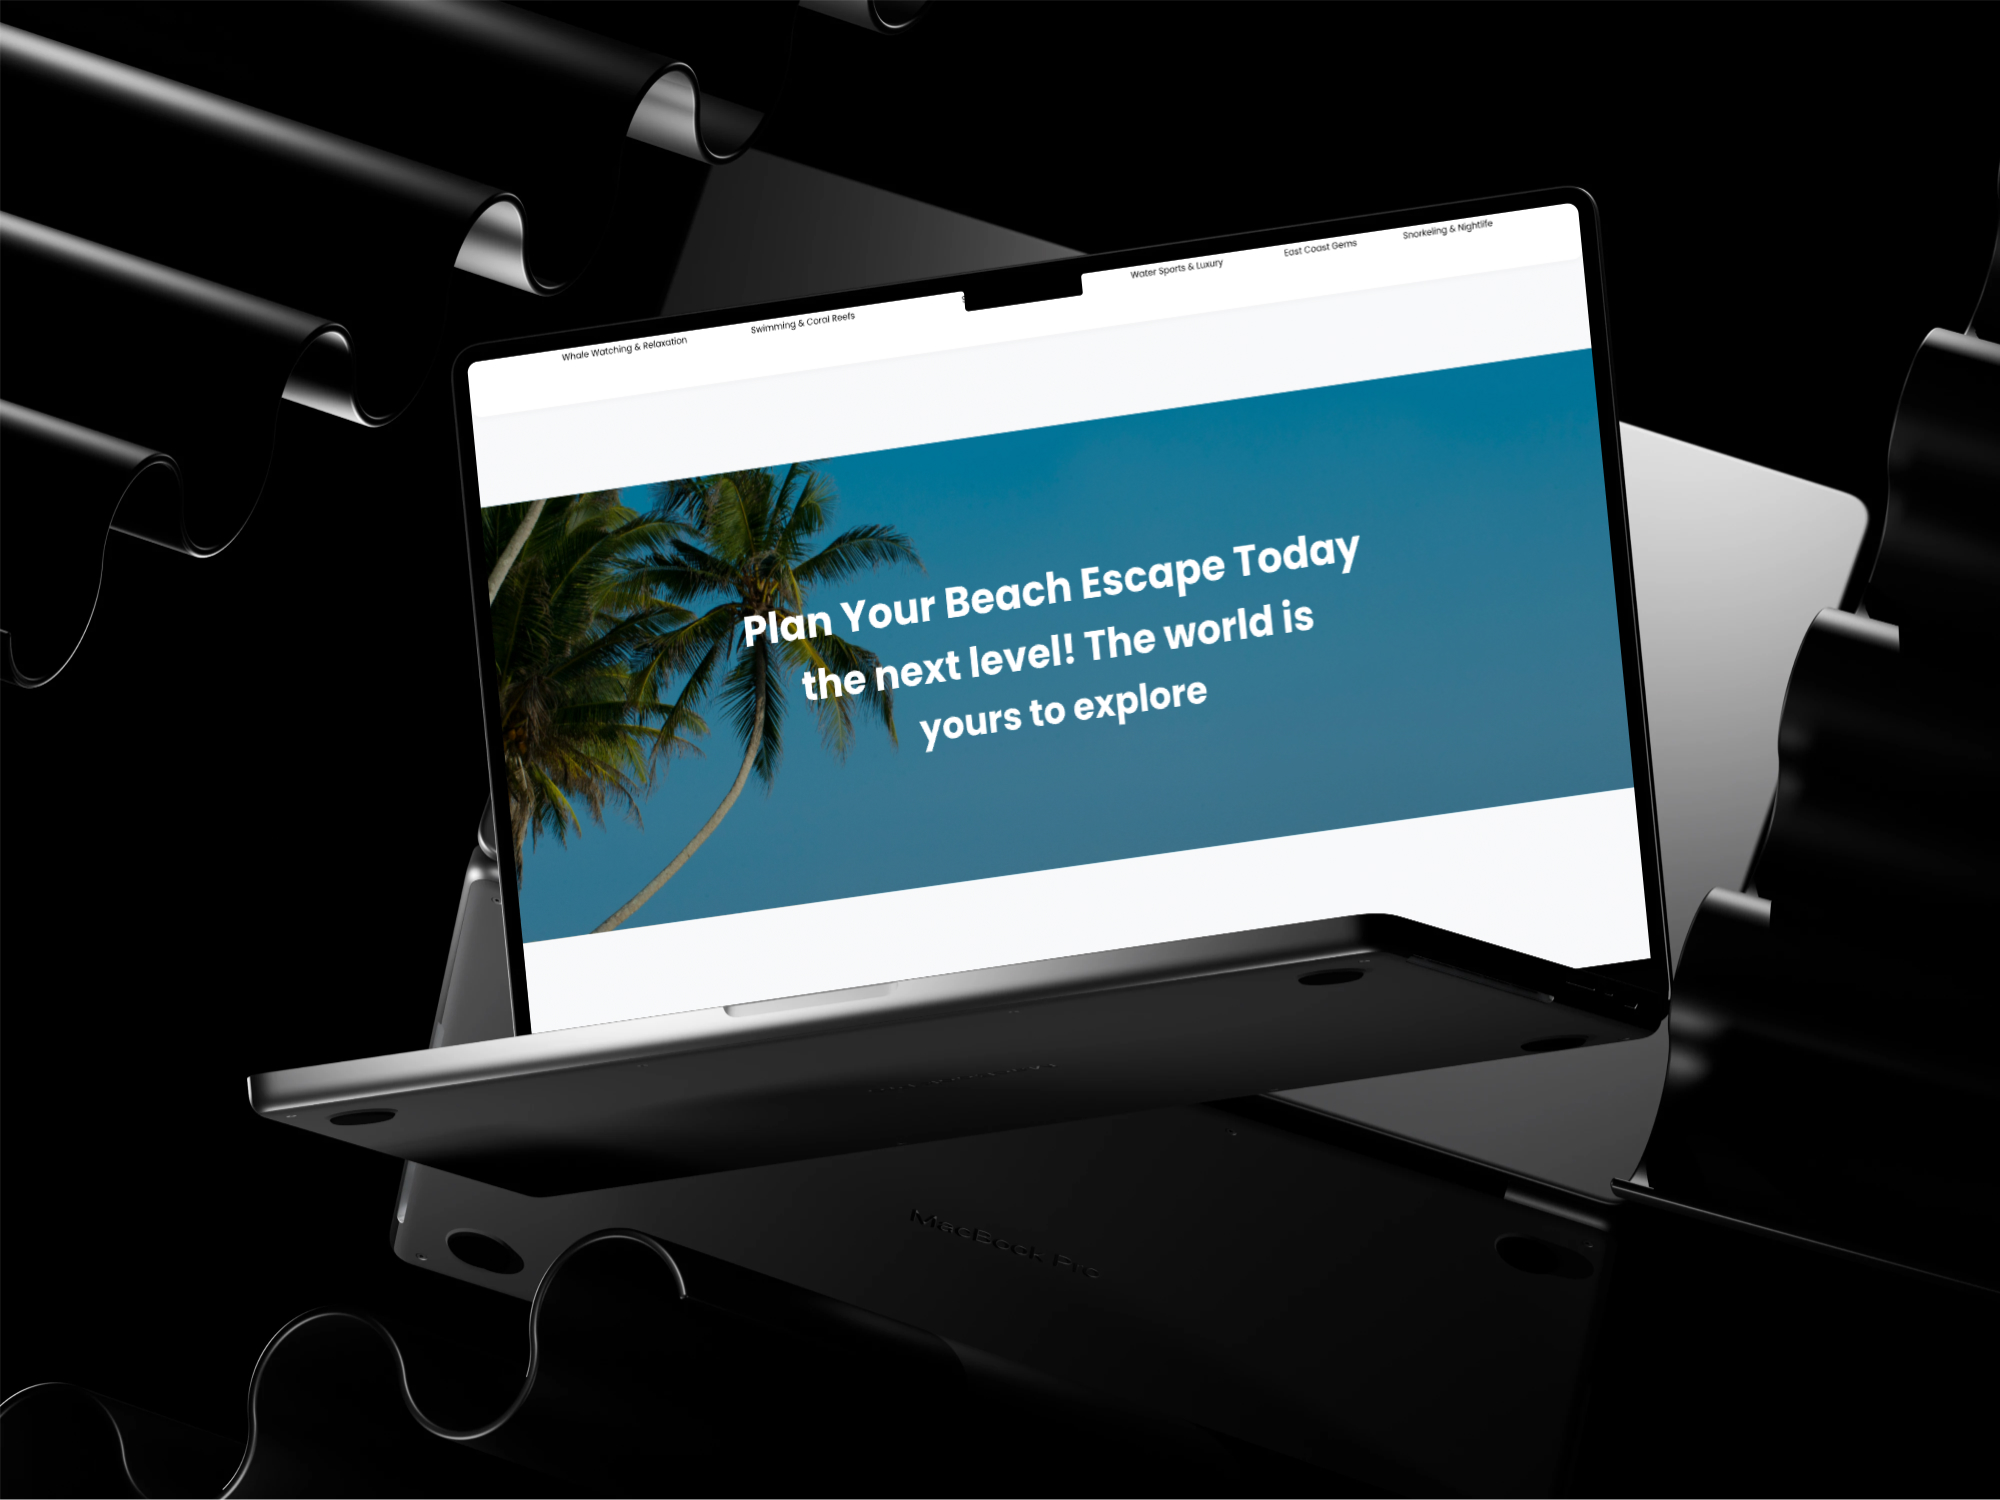 Whale Watching & Relaxation
Swimming & Coral Reefs
Water Sports & Luxury
East Coast Gems
Snorkeling & Nightlife
Plan Your Beach Escape Today
the next level! The world is
yours to explore
MacBook Pro